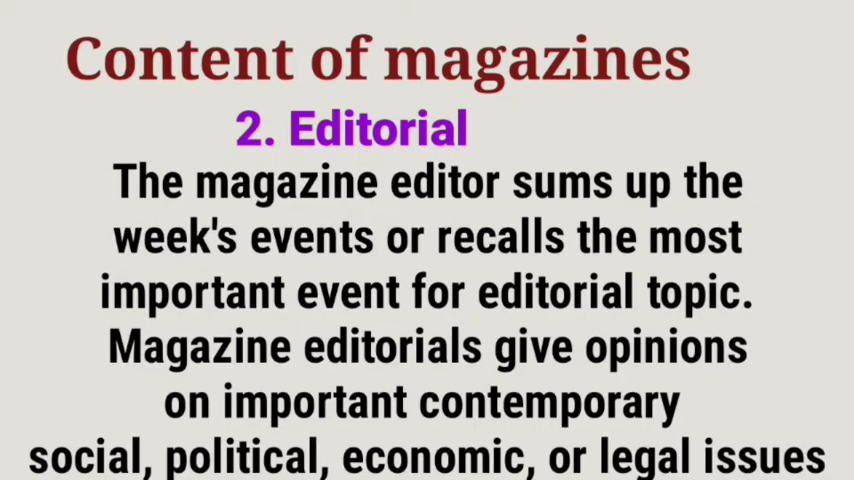 Content of magazines
2. Editorial
The magazine editor sums up the
week's events or recalls the most
important event for editorial topic.
Magazine editorials give opinions
on important contemporary
social, political, economic, or legal issues